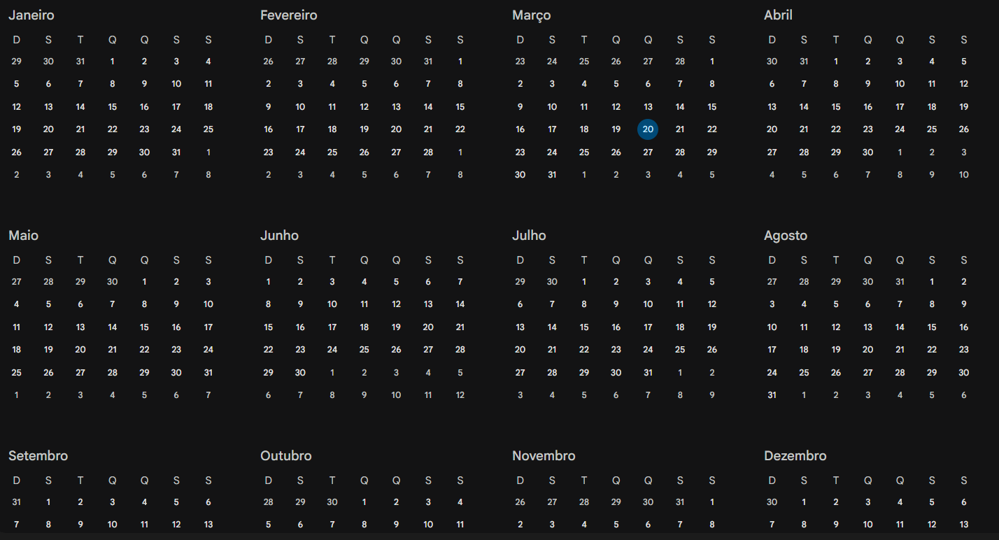 Janeiro
D S T Q Q S S
29 30 31 1 2 3 4
5 6 7 8 9 10 11
12 13 14 15 16 17 18
19 20 21 22 23 24 25
26 27 28 29 30 31 1
2 3 4 5 6 7 8
Fevereiro
D S T Q Q S S
26 27 28 29 30 31 1
2 3 4 5 6 7 8
9 10 11 12 13 14 15
16 17 18 19 20 21 22
23 24 25 26 27 28 1
2 3 4 5 6 7 8
Março
D S T Q Q S S
23 24 25 26 27 28 1
2 3 4 5 6 7 8
9 10 11 12 13 14 15
16 17 18 19 20 21 22
23 24 25 26 27 28 29
30 31 1 2 3 4 5
Abril
D S T Q Q S S
30 31 1 2 3 4 5
6 7 8 9 10 11 12
13 14 15 16 17 18 19
20 21 22 23 24 25 26
27 28 29 30 1 2 3
4 5 6 7 8 9 10
Maio
D S T Q Q S S
27 28 29 30 1 2 3
4 5 6 7 8 9 10
11 12 13 14 15 16 17
18 19 20 21 22 23 24
25 26 27 28 29 30 31
1 2 3 4 5 6 7
Junho
D S T Q Q S S
1 2 3 4 5 6 7
8 9 10 11 12 13 14
15 16 17 18 19 20 21
22 23 24 25 26 27 28
29 30 1 2 3 4 5
6 7 8 9 10 11 12
Julho
D S T Q Q S S
29 30 1 2 3 4 5
6 7 8 9 10 11 12
13 14 15 16 17 18 19
20 21 22 23 24 25 26
27 28 29 30 31 1 2
3 4 5 6 7 8 9
Agosto
D S T Q Q S S
27 28 29 30 31 1 2
3 4 5 6 7 8 9
10 11 12 13 14 15 16
17 18 19 20 21 22 23
24 25 26 27 28 29 30
31 1 2 3 4 5 6
Setembro
D S T Q Q S S
31 1 2 3 4 5 6
7 8 9 10 11 12 13
Outubro
D S T Q Q S S
28 29 30 1 2 3 4
5 6 7 8 9 10 11
Novembro
D S T Q Q S S
26 27 28 29 30 31 1
2 3 4 5 6 7 8
Dezembro
D S T Q Q S S
30 1 2 3 4 5 6
7 8 9 10 11 12 13